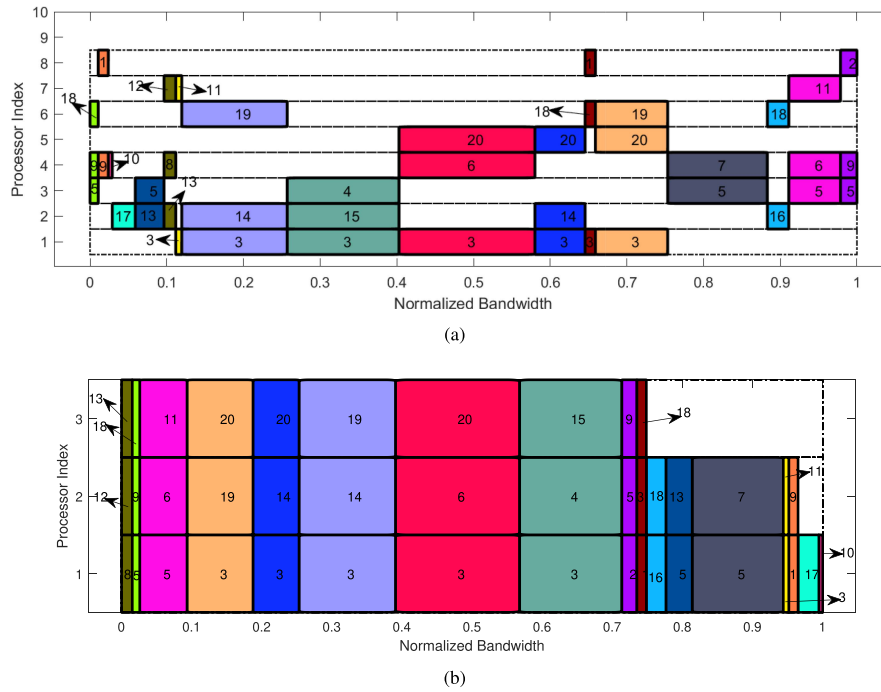 10
9
8 1 1 2
7 12 11 11
18
6 19 18 19 18
5 20 20 20
4 9 9 10 8 6 7 6 9
13
3 5 5 4 5 5 5
2 17 13 14 15 14 16
1 3 3 3 3 3 3 3
0 0.1 0.2 0.3 0.4 0.5 0.6 0.7 0.8 0.9 1
Processor Index
Normalized Bandwidth
(a)
13
18
3 11 20 20 19 20 15 9 18
12
2 9 6 19 14 14 6 4 5 3 18 13 7 9 11
10
1 8 5 5 3 3 3 3 3 2 16 5 5 1 17
3
0 0.1 0.2 0.3 0.4 0.5 0.6 0.7 0.8 0.9 1
Processor Index
Normalized Bandwidth
(b)